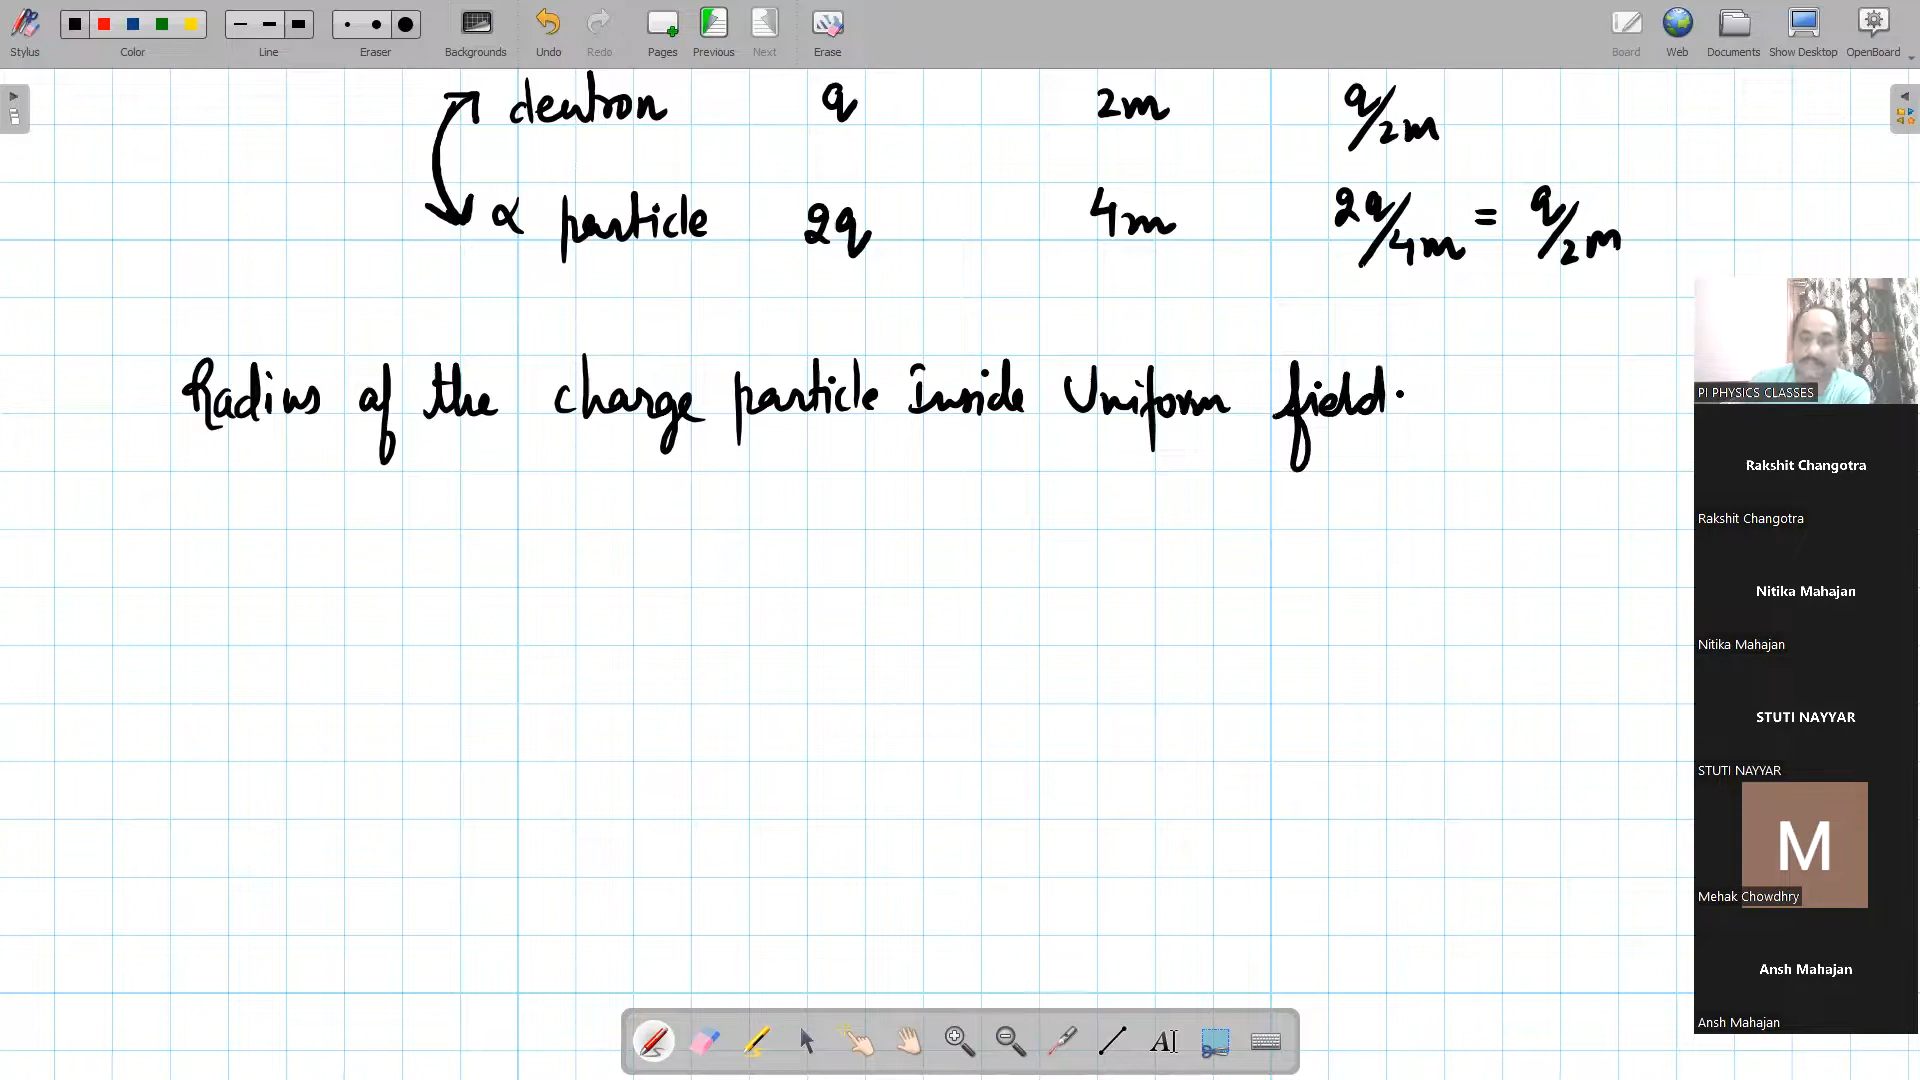 Stylus Color Line Eraser Backgrounds Undo Redo Pages Previous Next Erase Board Web Documents Show Desktop OpenBoard
deutron q 2m q/2m
α particle 2q 4m 2q/4m = q/2m
Radius of the charge particle Inside Uniform field.
PI PHYSICS CLASSES
Rakshit Changotra
Rakshit Changotra
Nitika Mahajan
Nitika Mahajan
STUTI NAYYAR
STUTI NAYYAR
M
Mehak Chowdhry
Ansh Mahajan
Ansh Mahajan
AI